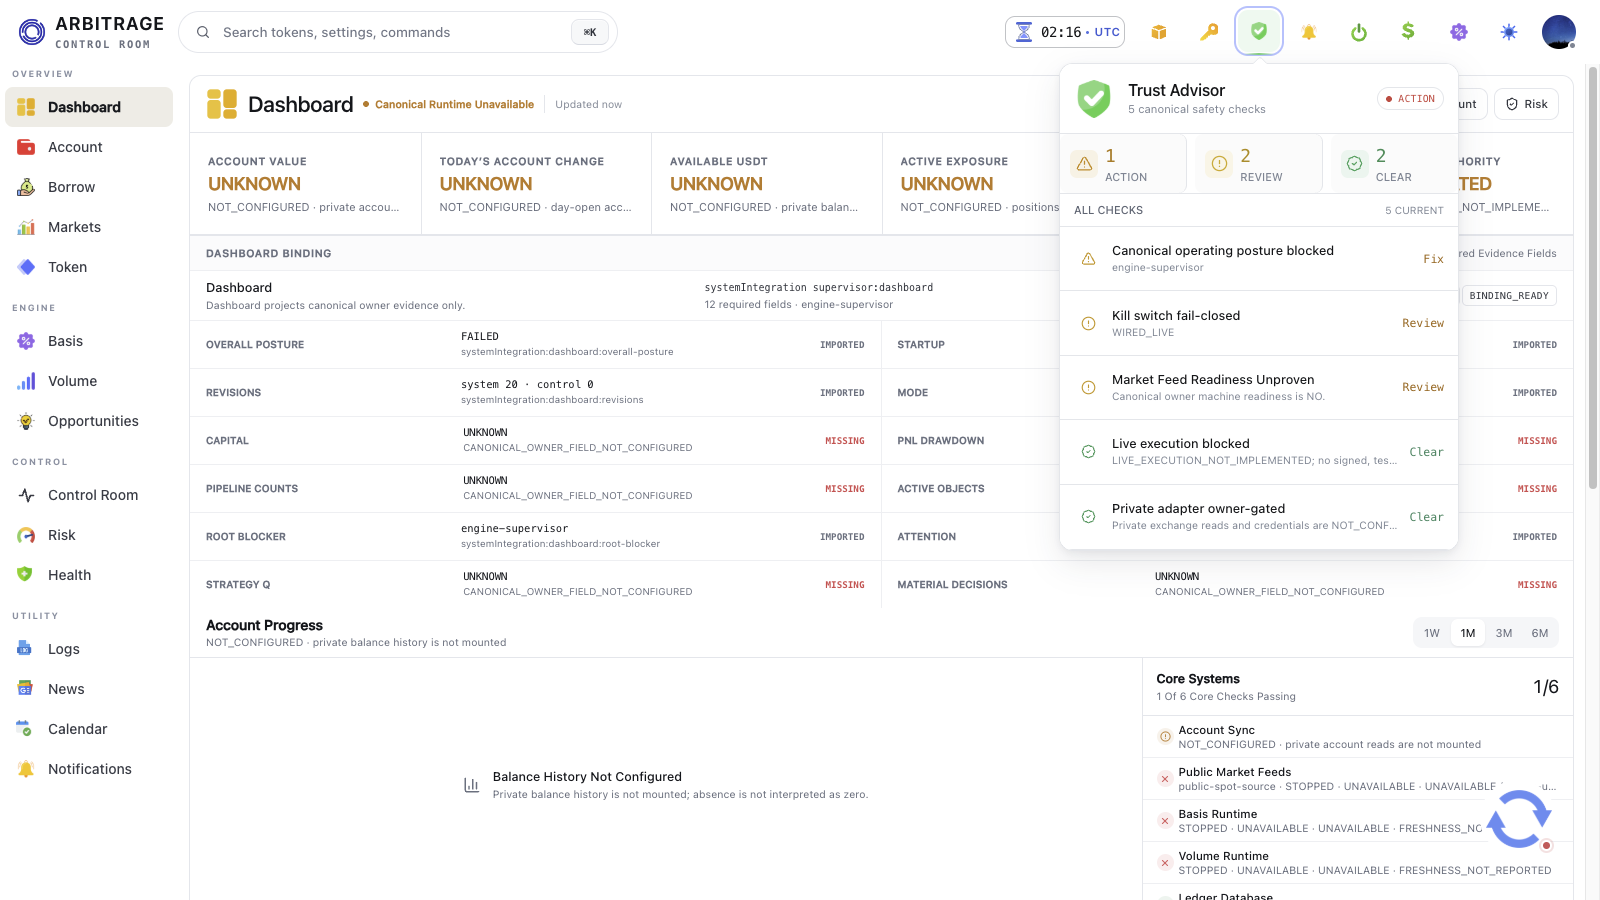 ARBITRAGE
CONTROL ROOM
Search tokens, settings, commands
⌘K
02:16 · UTC
OVERVIEW
Dashboard
Account
Borrow
Markets
Token
ENGINE
Basis
Volume
Opportunities
CONTROL
Control Room
Risk
Health
UTILITY
Logs
News
Calendar
Notifications
Dashboard
Canonical Runtime Unavailable
Updated now
Risk
ACCOUNT VALUE
UNKNOWN
NOT_CONFIGURED · private accou...
TODAY'S ACCOUNT CHANGE
UNKNOWN
NOT_CONFIGURED · day-open acc...
AVAILABLE USDT
UNKNOWN
NOT_CONFIGURED · private balan...
ACTIVE EXPOSURE
UNKNOWN
NOT_CONFIGURED · positions
HORITY
TED
_NOT_IMPLEME...
DASHBOARD BINDING
red Evidence Fields
Dashboard
Dashboard projects canonical owner evidence only.
systemIntegration supervisor:dashboard
12 required fields · engine-supervisor
BINDING_READY
OVERALL POSTURE
FAILED
systemIntegration:dashboard:overall-posture
IMPORTED
STARTUP
IMPORTED
REVISIONS
system 20 · control 0
systemIntegration:dashboard:revisions
IMPORTED
MODE
IMPORTED
CAPITAL
UNKNOWN
CANONICAL_OWNER_FIELD_NOT_CONFIGURED
MISSING
PNL DRAWDOWN
MISSING
PIPELINE COUNTS
UNKNOWN
CANONICAL_OWNER_FIELD_NOT_CONFIGURED
MISSING
ACTIVE OBJECTS
MISSING
ROOT BLOCKER
engine-supervisor
systemIntegration:dashboard:root-blocker
IMPORTED
ATTENTION
IMPORTED
STRATEGY Q
UNKNOWN
CANONICAL_OWNER_FIELD_NOT_CONFIGURED
MISSING
MATERIAL DECISIONS
UNKNOWN
CANONICAL_OWNER_FIELD_NOT_CONFIGURED
MISSING
Trust Advisor
5 canonical safety checks
ACTION
1
ACTION
2
REVIEW
2
CLEAR
ALL CHECKS
5 CURRENT
Canonical operating posture blocked
engine-supervisor
Fix
Kill switch fail-closed
WIRED_LIVE
Review
Market Feed Readiness Unproven
Canonical owner machine readiness is NO.
Review
Live execution blocked
LIVE_EXECUTION_NOT_IMPLEMENTED; no signed, tes...
Clear
Private adapter owner-gated
Private exchange reads and credentials are NOT_CONF...
Clear
Account Progress
NOT_CONFIGURED · private balance history is not mounted
1W
1M
3M
6M
Balance History Not Configured
Private balance history is not mounted; absence is not interpreted as zero.
Core Systems
1 Of 6 Core Checks Passing
1/6
Account Sync
NOT_CONFIGURED · private account reads are not mounted
Public Market Feeds
public-spot-source · STOPPED · UNAVAILABLE · UNAVAILABLE
Basis Runtime
STOPPED · UNAVAILABLE · UNAVAILABLE · FRESHNESS_NO
Volume Runtime
STOPPED · UNAVAILABLE · UNAVAILABLE · FRESHNESS_NOT_REPORTED
Ledger Database